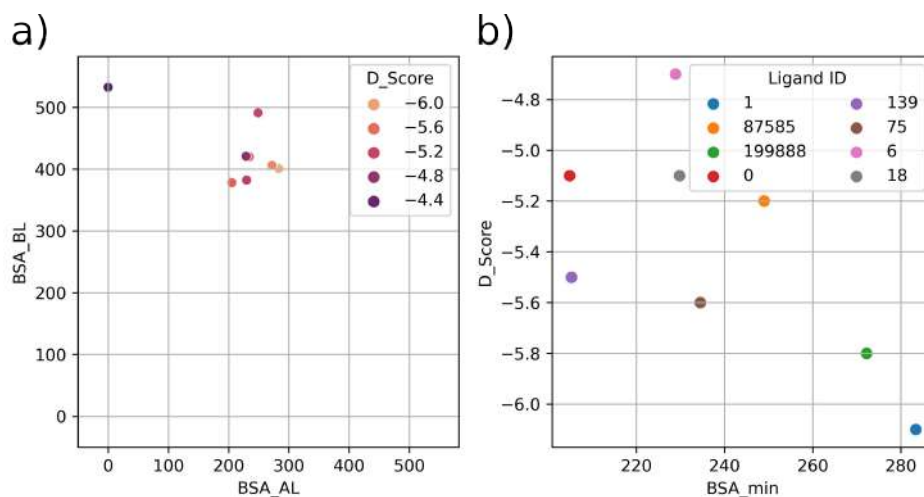 a)
D_Score
−6.0
−5.6
−5.2
−4.8
−4.4
500
400
300
200
100
0
BSA_BL
0 100 200 300 400 500
BSA_AL
b)
Ligand ID
1 139
87585 75
199888 6
0 18
−4.8
−5.0
−5.2
−5.4
−5.6
−5.8
−6.0
D_Score
220 240 260 280
BSA_min